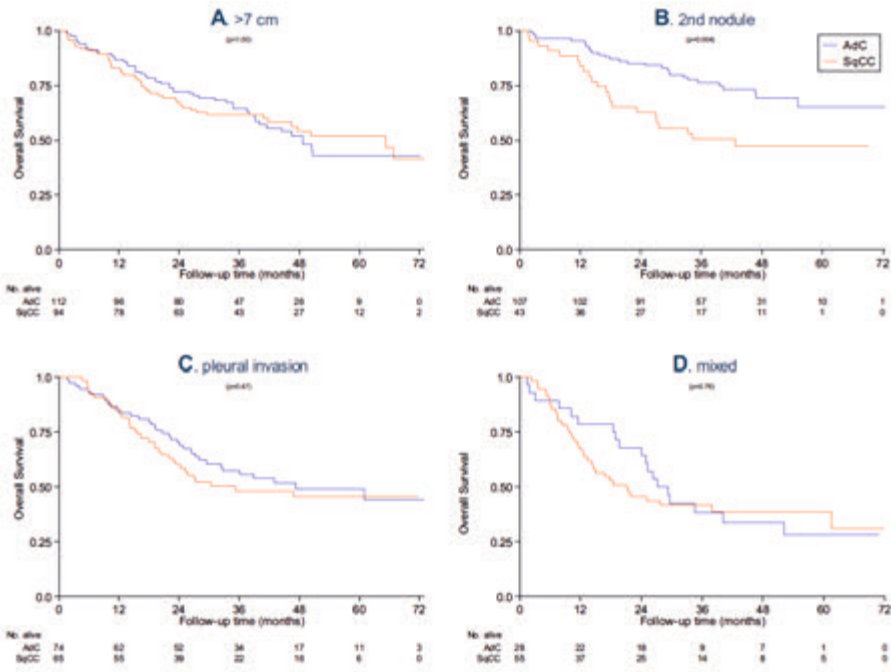 A. >7 cm
1.0
0.75
0.50
0.25
0.0
Overall Survival
0 12 24 36 48 60 72
Follow-up time (months)
No. alive
AdC 112 96 80 47 26 9 0
SqCC 94 78 63 43 27 12 2
B. 2nd nodule
(p=0.004)
AdC
SqCC
1.0
0.75
0.50
0.25
0.0
Overall Survival
0 12 24 36 48 60 72
Follow-up time (months)
No. alive
AdC 107 102 91 57 31 10 1
SqCC 43 36 27 17 11 1 0
C. pleural invasion
(p=0.47)
1.0
0.75
0.50
0.25
0.0
Overall Survival
0 12 24 36 48 60 72
Follow-up time (months)
No. alive
AdC 74 62 52 34 17 11 3
SqCC 65 55 39 22 16 6 0
D. mixed
(p=0.76)
1.0
0.75
0.50
0.25
0.0
Overall Survival
0 12 24 36 48 60 72
Follow-up time (months)
No. alive
AdC 28 22 18 9 7 1 0
SqCC 55 37 25 14 8 5 0